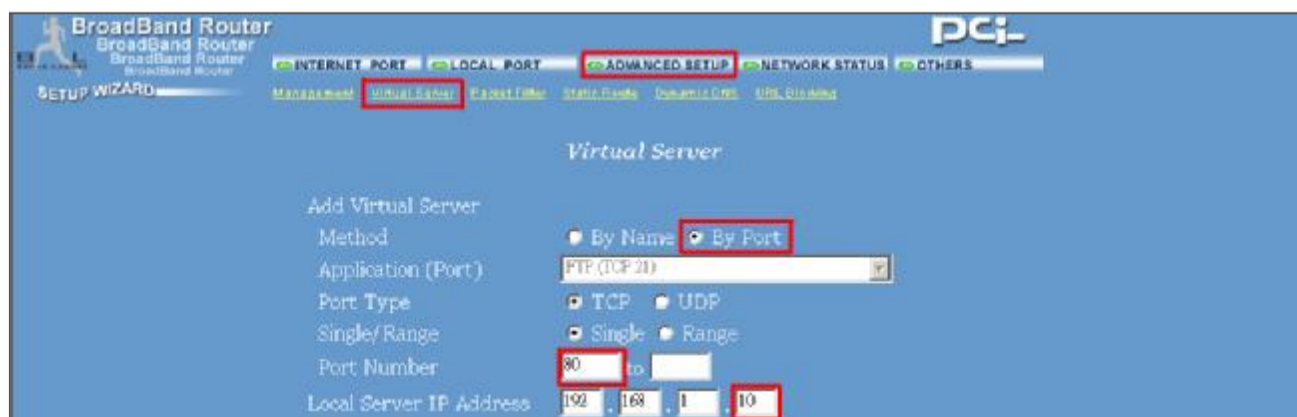 BroadBand Router
BroadBand Router
BroadBand Router
BroadBand Router
PCi
INTERNET PORT LOCAL PORT ADVANCED SETUP NETWORK STATUS OTHERS
SETUP WIZARD
Management Virtual Server Packet Filter Static Route Dynamic DNS URL Blocking
Virtual Server
Add Virtual Server
Method By Name By Port
Application (Port) FTP (TCP 21)
Port Type TCP UDP
Single/Range Single Range
Port Number 80 to
Local Server IP Address 192 . 168 . 1 . 10